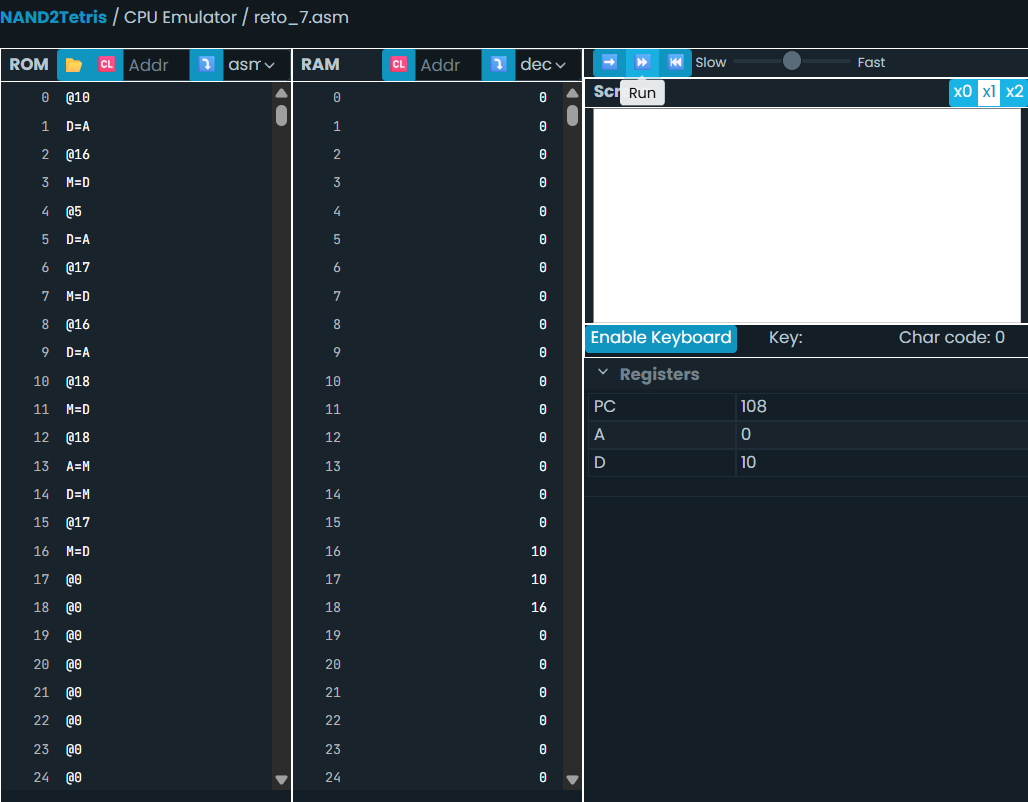 NAND2Tetris / CPU Emulator / reto_7.asm
ROM CL Addr asm RAM CL Addr dec Slow Fast
Run
Scr x0 x1 x2
0 @10 0 0
1 D=A 1 0
2 @16 2 0
3 M=D 3 0
4 @5 4 0
5 D=A 5 0
6 @17 6 0
7 M=D 7 0
8 @16 8 0
9 D=A 9 0
10 @18 10 0
11 M=D 11 0
12 @18 12 0
13 A=M 13 0
14 D=M 14 0
15 @17 15 0
16 M=D 16 10
17 @0 17 10
18 @0 18 16
19 @0 19 0
20 @0 20 0
21 @0 21 0
22 @0 22 0
23 @0 23 0
24 @0 24 0
Enable Keyboard Key: Char code: 0
Registers
PC 108
A 0
D 10